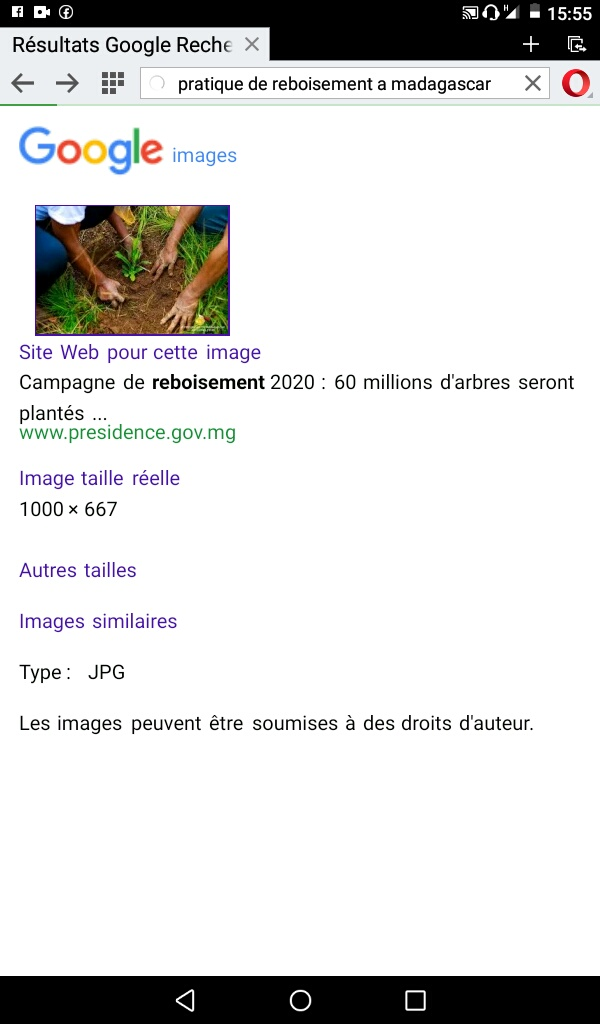 15:55
Résultats Google Reche
pratique de reboisement a madagascar
Google images
Site Web pour cette image
Campagne de reboisement 2020 : 60 millions d'arbres seront
plantés ...
www.presidence.gov.mg
Image taille réelle
1000 × 667
Autres tailles
Images similaires
Type : JPG
Les images peuvent être soumises à des droits d'auteur.